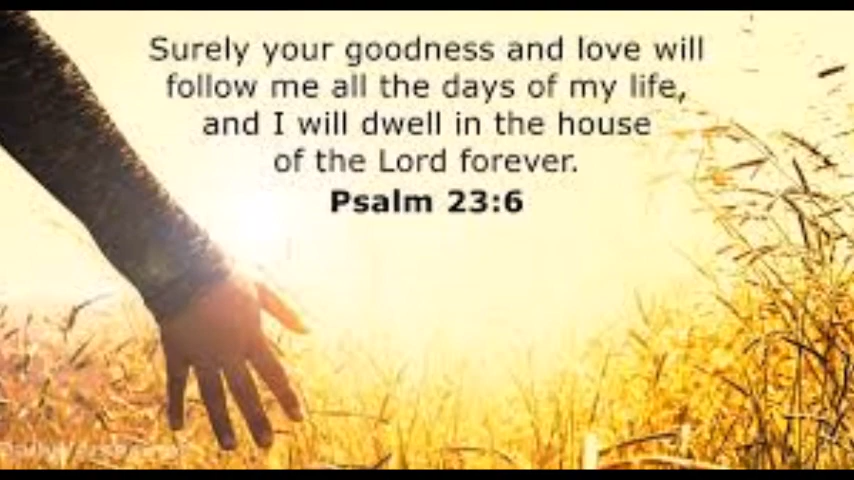 Surely your goodness and love will
follow me all the days of my life,
and I will dwell in the house
of the Lord forever.
Psalm 23:6